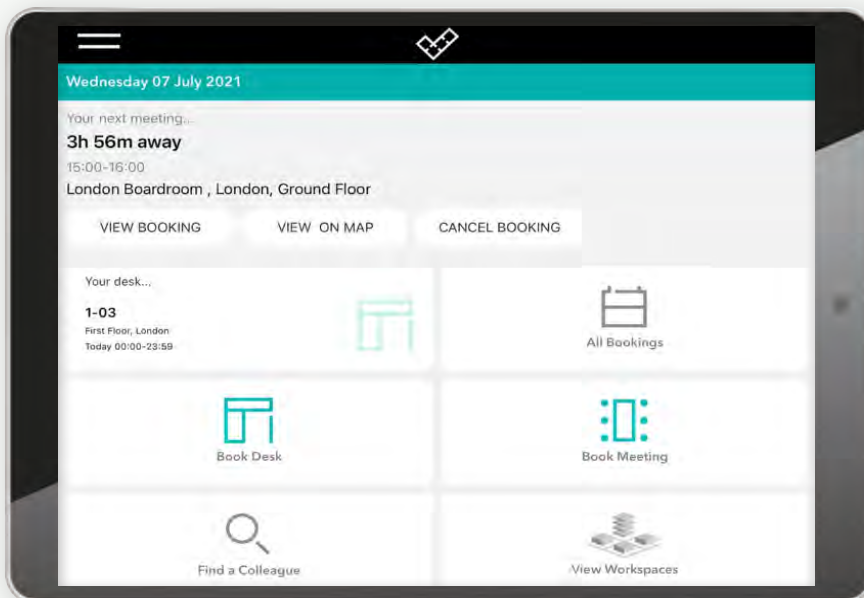 Wednesday 07 July 2021
Your next meeting...
3h 56m away
15:00-16:00
London Boardroom , London, Ground Floor
VIEW BOOKING
VIEW ON MAP
CANCEL BOOKING
Your desk...
1-03
First Floor, London
Today 00:00-23:59
All Bookings
Book Desk
Book Meeting
Find a Colleague
View Workspaces